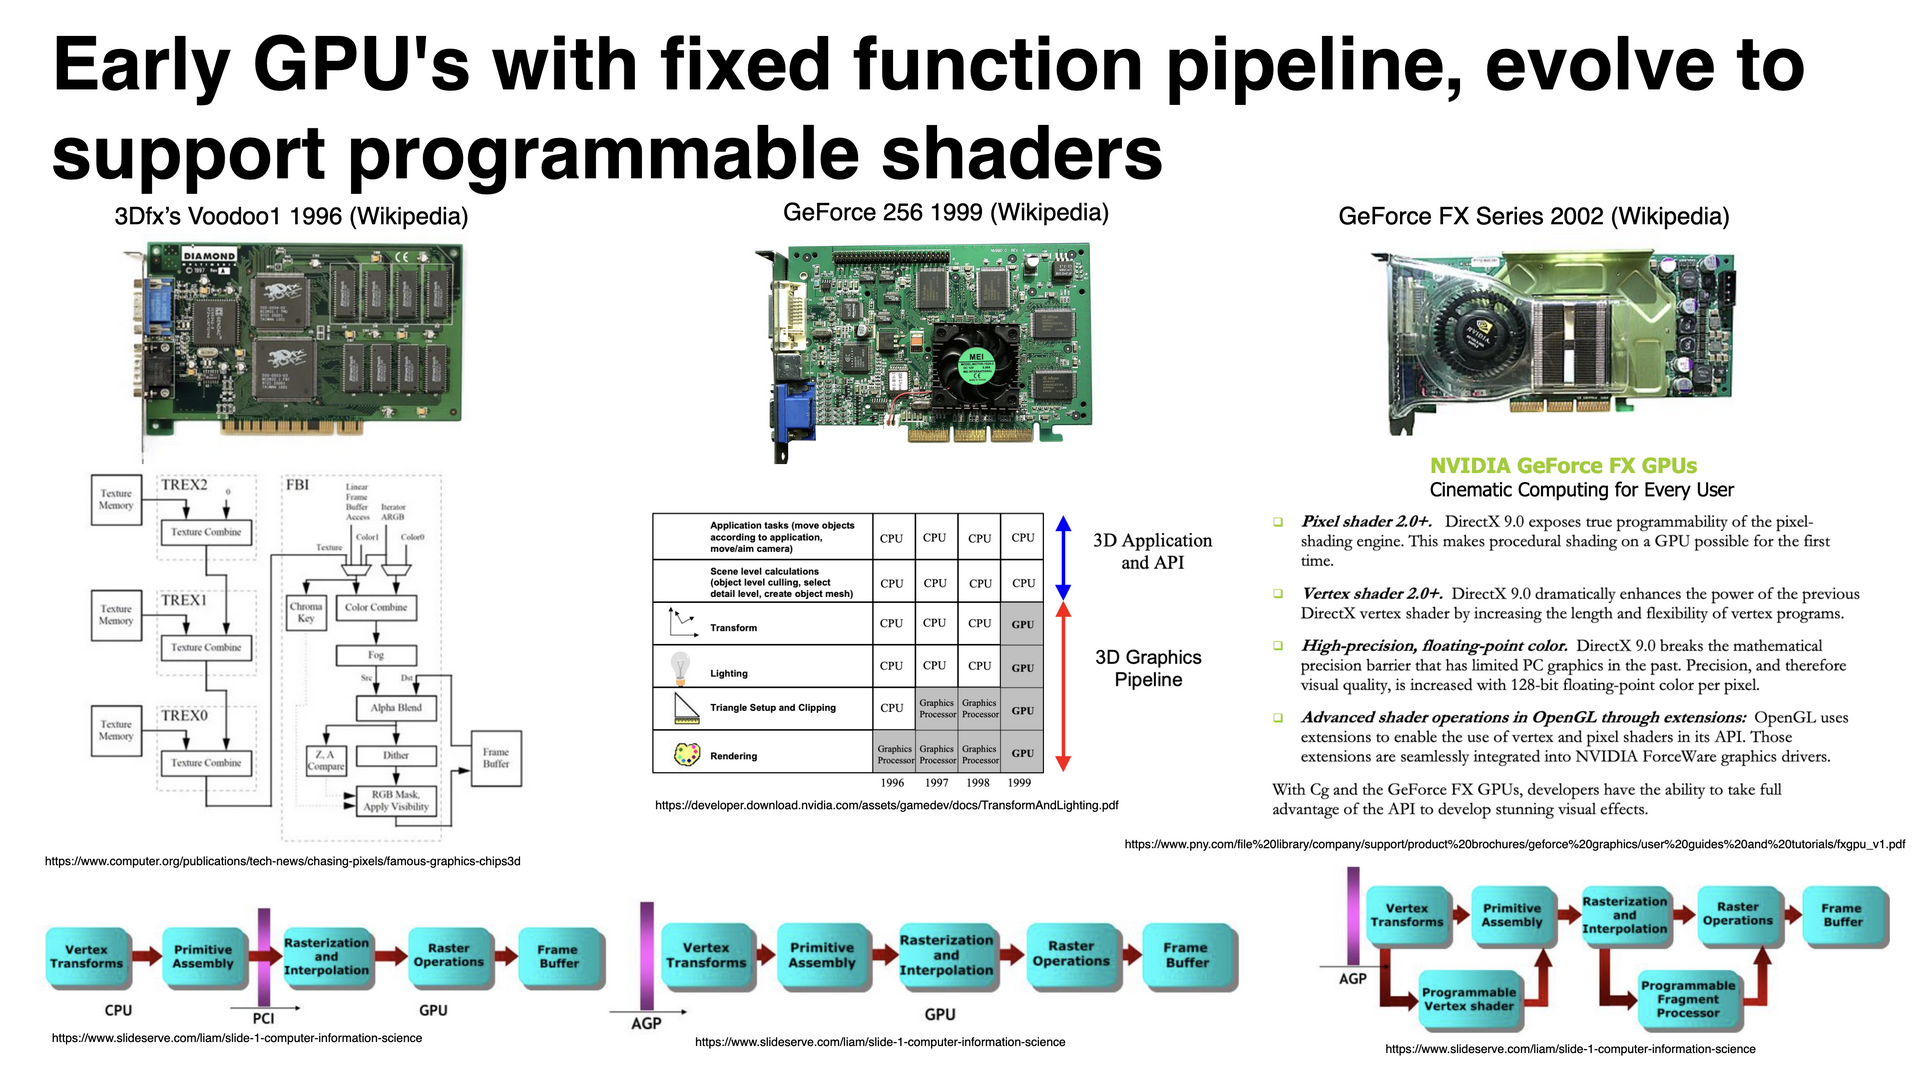 Early GPU's with fixed function pipeline, evolve to
support programmable shaders
3Dfx's Voodoo1 1996 (Wikipedia)
DIAMOND
Texture
Memory
TREX2
0
Texture Combine
Texture
Memory
TREX1
Texture Combine
Texture
Memory
TREX0
Texture Combine
FBI
Linear
Frame
Buffer
Access
Iterator
ARGB
Texture
Color1
Color0
Chroma
Key
Color Combine
Fog
Src
Dst
Alpha Blend
Z, A
Compare
Dither
RGB Mask,
Apply Visibility
Frame
Buffer
https://www.computer.org/publications/tech-news/chasing-pixels/famous-graphics-chips3d
Vertex
Transforms
Primitive
Assembly
Rasterization
and
Interpolation
Raster
Operations
Frame
Buffer
CPU
PCI
GPU
https://www.slideserve.com/liam/slide-1-computer-information-science
GeForce 256 1999 (Wikipedia)
MEI
Application tasks (move objects
according to application,
move/aim camera)
CPU CPU CPU CPU
Scene level calculations
(object level culling, select
detail level, create object mesh)
CPU CPU CPU CPU
Transform
CPU CPU CPU GPU
Lighting
CPU CPU CPU GPU
Triangle Setup and Clipping
CPU
Graphics
Processor
Graphics
Processor
GPU
Rendering
Graphics
Processor
Graphics
Processor
Graphics
Processor
GPU
1996 1997 1998 1999
3D Application
and API
3D Graphics
Pipeline
https://developer.download.nvidia.com/assets/gamedev/docs/TransformAndLighting.pdf
AGP
Vertex
Transforms
Primitive
Assembly
Rasterization
and
Interpolation
Raster
Operations
Frame
Buffer
GPU
https://www.slideserve.com/liam/slide-1-computer-information-science
GeForce FX Series 2002 (Wikipedia)
NVIDIA
NVIDIA GeForce FX GPUs
Cinematic Computing for Every User
Pixel shader 2.0+. DirectX 9.0 exposes true programmability of the pixel-
shading engine. This makes procedural shading on a GPU possible for the first
time.
Vertex shader 2.0+. DirectX 9.0 dramatically enhances the power of the previous
DirectX vertex shader by increasing the length and flexibility of vertex programs.
High-precision, floating-point color. DirectX 9.0 breaks the mathematical
precision barrier that has limited PC graphics in the past. Precision, and therefore
visual quality, is increased with 128-bit floating-point color per pixel.
Advanced shader operations in OpenGL through extensions: OpenGL uses
extensions to enable the use of vertex and pixel shaders in its API. Those
extensions are seamlessly integrated into NVIDIA ForceWare graphics drivers.
With Cg and the GeForce FX GPUs, developers have the ability to take full
advantage of the API to develop stunning visual effects.
https://www.pny.com/file%20library/company/support/product%20brochures/geforce%20graphics/user%20guides%20and%20tutorials/fxgpu_v1.pdf
AGP
Vertex
Transforms
Primitive
Assembly
Rasterization
and
Interpolation
Raster
Operations
Frame
Buffer
Programmable
Vertex shader
Programmable
Fragment
Processor
https://www.slideserve.com/liam/slide-1-computer-information-science